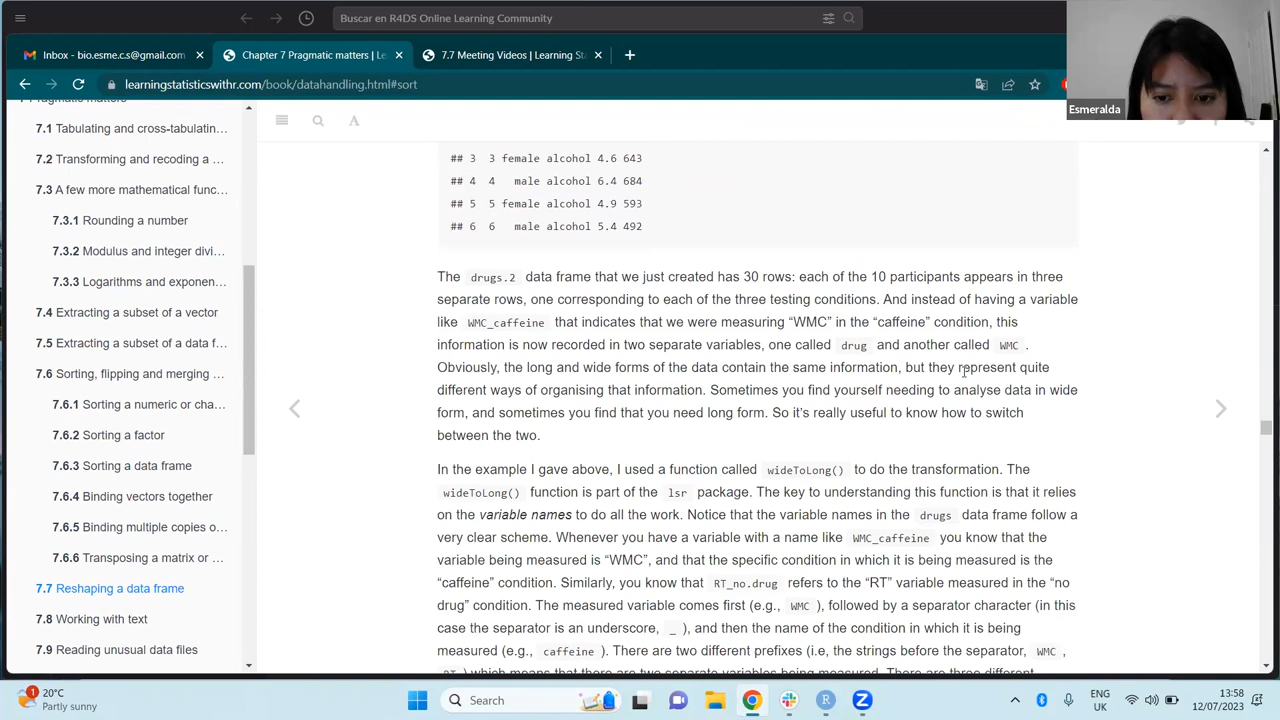 Buscar en R4DS Online Learning Community
Inbox - bio.esme.c.s@gmail.com
Chapter 7 Pragmatic matters | Le
7.7 Meeting Videos | Learning Sta
learningstatisticswithr.com/book/datahandling.html#sort
Esmeralda
7 Pragmatic matters
7.1 Tabulating and cross-tabulatin...
7.2 Transforming and recoding a ...
7.3 A few more mathematical func...
7.3.1 Rounding a number
7.3.2 Modulus and integer divi...
7.3.3 Logarithms and exponen...
7.4 Extracting a subset of a vector
7.5 Extracting a subset of a data f...
7.6 Sorting, flipping and merging ...
7.6.1 Sorting a numeric or cha...
7.6.2 Sorting a factor
7.6.3 Sorting a data frame
7.6.4 Binding vectors together
7.6.5 Binding multiple copies o...
7.6.6 Transposing a matrix or ...
7.7 Reshaping a data frame
7.8 Working with text
7.9 Reading unusual data files
A
## 3 3 female alcohol 4.6 643
## 4 4 male alcohol 6.4 684
## 5 5 female alcohol 4.9 593
## 6 6 male alcohol 5.4 492
The drugs.2 data frame that we just created has 30 rows: each of the 10 participants appears in three
separate rows, one corresponding to each of the three testing conditions. And instead of having a variable
like WMC_caffeine that indicates that we were measuring “WMC” in the “caffeine” condition, this
information is now recorded in two separate variables, one called drug and another called WMC .
Obviously, the long and wide forms of the data contain the same information, but they represent quite
different ways of organising that information. Sometimes you find yourself needing to analyse data in wide
form, and sometimes you find that you need long form. So it’s really useful to know how to switch
between the two.
In the example I gave above, I used a function called wideToLong() to do the transformation. The
wideToLong() function is part of the lsr package. The key to understanding this function is that it relies
on the variable names to do all the work. Notice that the variable names in the drugs data frame follow a
very clear scheme. Whenever you have a variable with a name like WMC_caffeine you know that the
variable being measured is “WMC”, and that the specific condition in which it is being measured is the
“caffeine” condition. Similarly, you know that RT_no.drug refers to the “RT” variable measured in the “no
drug” condition. The measured variable comes first (e.g., WMC ), followed by a separator character (in this
case the separator is an underscore, _ ), and then the name of the condition in which it is being
measured (e.g., caffeine ). There are two different prefixes (i.e, the strings before the separator, WMC ,
RT ) which means that there are two separate variables being measured. There are three different
1
20°C
Partly sunny
Search
ENG
UK
13:58
12/07/2023